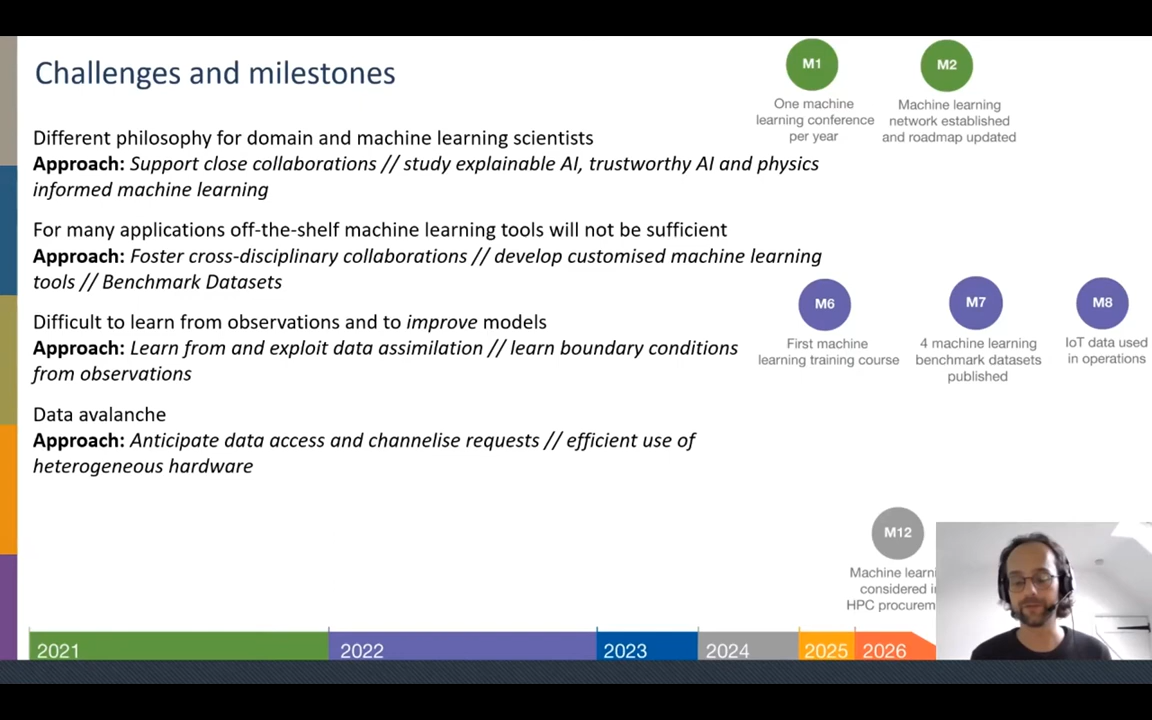 Challenges and milestones
Different philosophy for domain and machine learning scientists
Approach: Support close collaborations // study explainable AI, trustworthy AI and physics
informed machine learning
For many applications off-the-shelf machine learning tools will not be sufficient
Approach: Foster cross-disciplinary collaborations // develop customised machine learning
tools // Benchmark Datasets
Difficult to learn from observations and to improve models
Approach: Learn from and exploit data assimilation // learn boundary conditions
from observations
Data avalanche
Approach: Anticipate data access and channelise requests // efficient use of
heterogeneous hardware
M1
One machine
learning conference
per year
M2
Machine learning
network established
and roadmap updated
M6
First machine
learning training course
M7
4 machine learning
benchmark datasets
published
M8
IoT data used
in operations
M12
Machine learni
considered i
HPC procurem
2021
2022
2023
2024
2025
2026